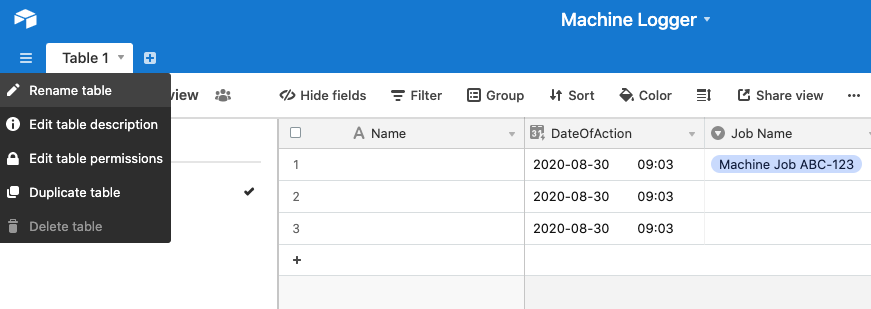 Machine Logger
Table 1
Rename table
Edit table description
Edit table permissions
Duplicate table
Delete table
view
Hide fields
Filter
Group
Sort
Color
Share view
A Name
31 DateOfAction
Job Name
1 2020-08-30 09:03 Machine Job ABC-123
2 2020-08-30 09:03
3 2020-08-30 09:03
+